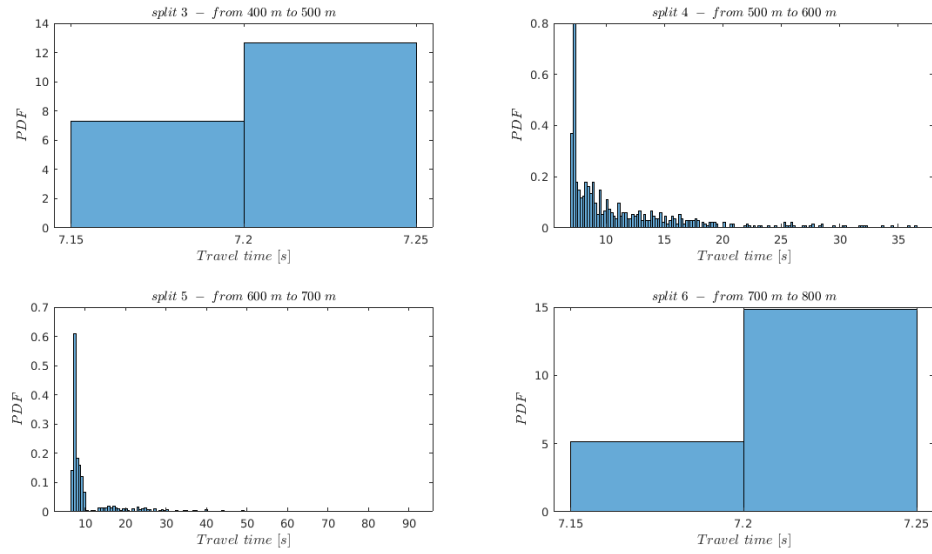 split 3 − from 400 m to 500 m
14
12
10
8
6
4
2
0
PDF
7.15 7.2 7.25
Travel time [s]
split 4 − from 500 m to 600 m
0.8
0.6
0.4
0.2
0
PDF
10 15 20 25 30 35
Travel time [s]
split 5 − from 600 m to 700 m
0.7
0.6
0.5
0.4
0.3
0.2
0.1
0
PDF
10 20 30 40 50 60 70 80 90
Travel time [s]
split 6 − from 700 m to 800 m
15
10
5
0
PDF
7.15 7.2 7.25
Travel time [s]